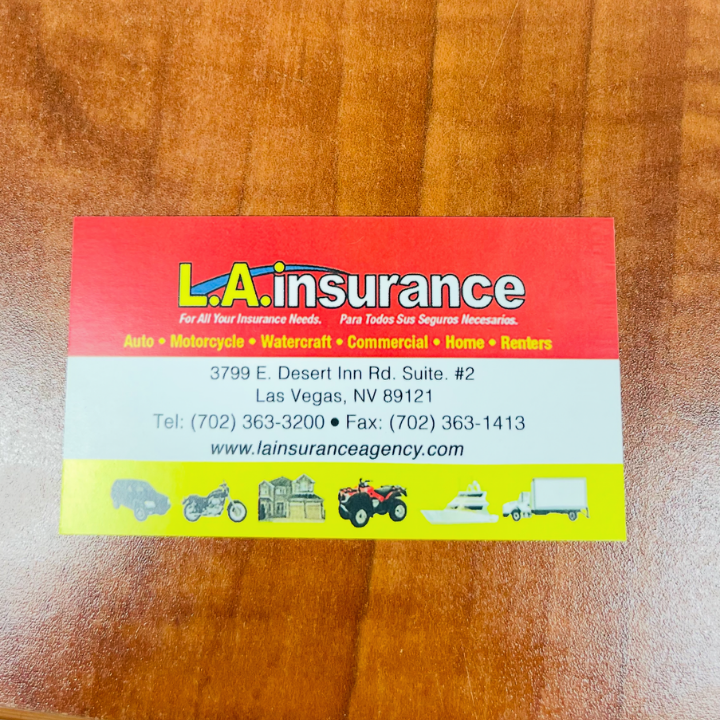 L.A.insurance
For All Your Insurance Needs. Para Todos Sus Seguros Necesarios.
Auto • Motorcycle • Watercraft • Commercial • Home • Renters
3799 E. Desert Inn Rd. Suite. #2
Las Vegas, NV 89121
Tel: (702) 363-3200 • Fax: (702) 363-1413
www.lainsuranceagency.com